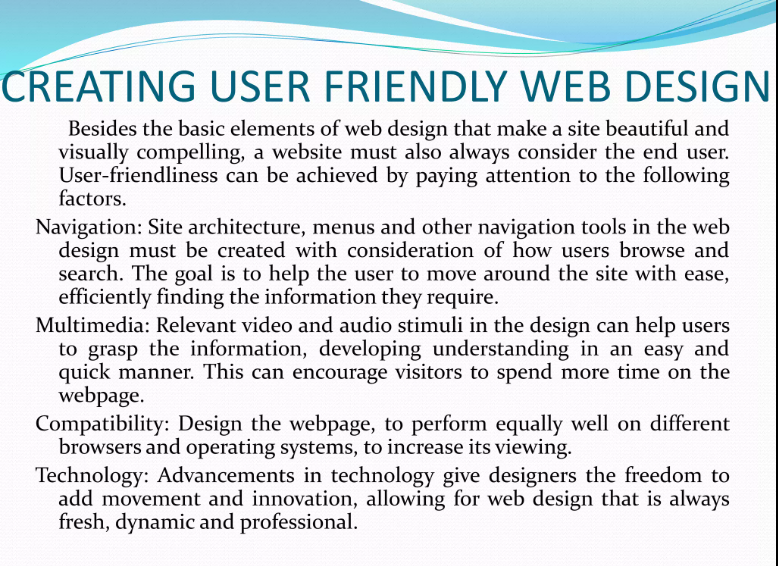 CREATING USER FRIENDLY WEB DESIGN
Besides the basic elements of web design that make a site beautiful and
visually compelling, a website must also always consider the end user.
User-friendliness can be achieved by paying attention to the following
factors.
Navigation: Site architecture, menus and other navigation tools in the web
design must be created with consideration of how users browse and
search. The goal is to help the user to move around the site with ease,
efficiently finding the information they require.
Multimedia: Relevant video and audio stimuli in the design can help users
to grasp the information, developing understanding in an easy and
quick manner. This can encourage visitors to spend more time on the
webpage.
Compatibility: Design the webpage, to perform equally well on different
browsers and operating systems, to increase its viewing.
Technology: Advancements in technology give designers the freedom to
add movement and innovation, allowing for web design that is always
fresh, dynamic and professional.